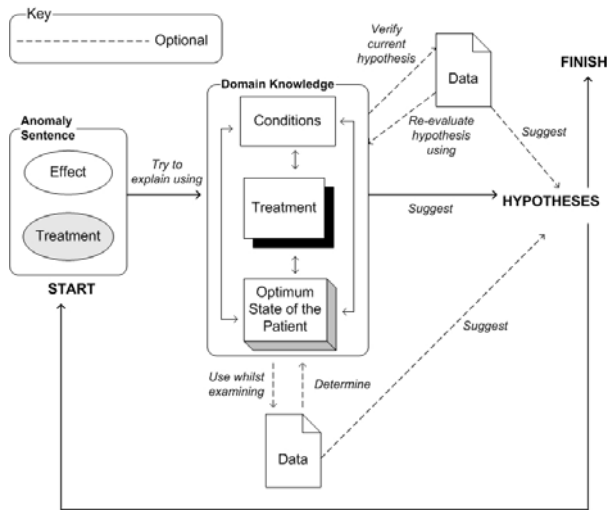 Key
Optional
Verify
current
hypothesis
Data
FINISH
Domain Knowledge
Conditions
Re-evaluate
hypothesis
using
Suggest
Anomaly
Sentence
Effect
Treatment
START
Try to
explain using
Treatment
Suggest
HYPOTHESES
Optimum
State of the
Patient
Suggest
Use whilst
examining
Determine
Data